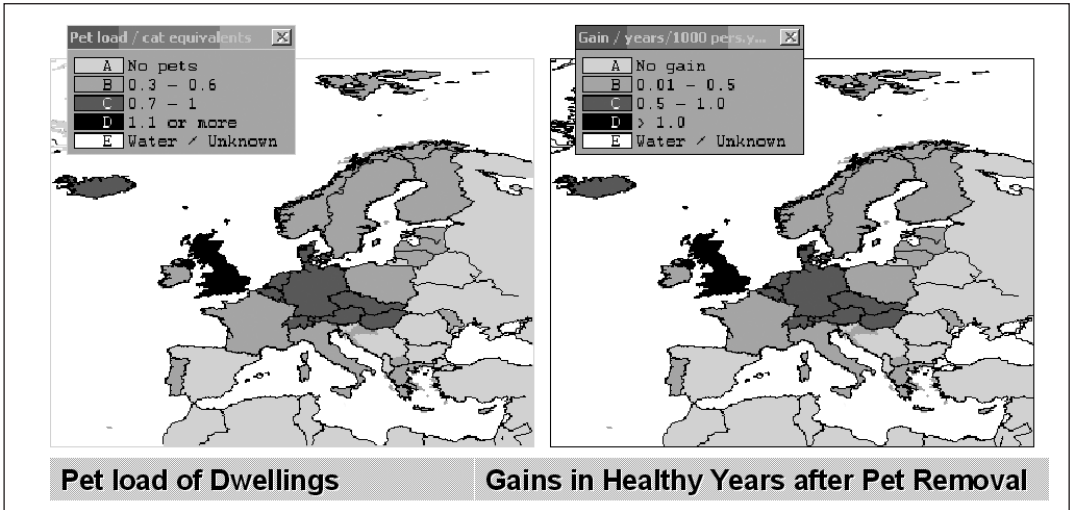 Pet load / cat equivalents
A No pets
B 0.3 - 0.6
C 0.7 - 1
D 1.1 or more
E Water / Unknown
Gain / years/1000 pers.y...
A No gain
B 0.01 - 0.5
C 0.5 - 1.0
D > 1.0
E Water / Unknown
Pet load of Dwellings
Gains in Healthy Years after Pet Removal